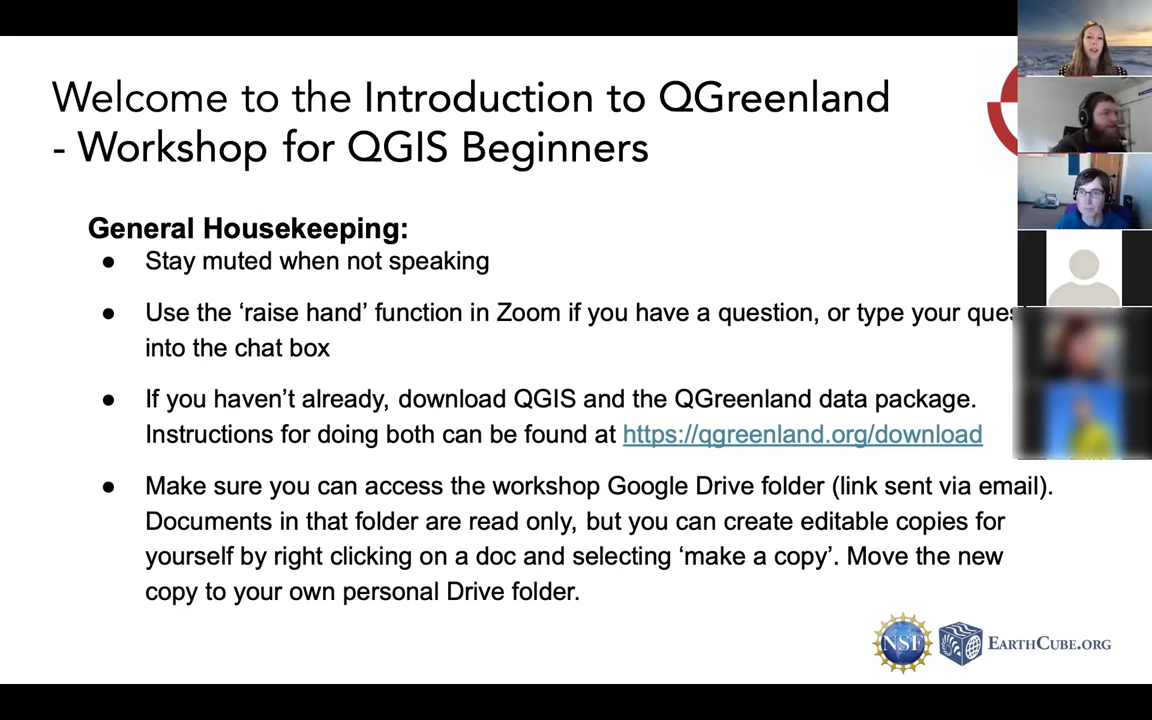 Welcome to the Introduction to QGreenland
- Workshop for QGIS Beginners
General Housekeeping:
● Stay muted when not speaking
● Use the ‘raise hand’ function in Zoom if you have a question, or type your
into the chat box
● If you haven’t already, download QGIS and the QGreenland data package.
Instructions for doing both can be found at https://qgreenland.org/download
● Make sure you can access the workshop Google Drive folder (link sent via email).
Documents in that folder are read only, but you can create editable copies for
yourself by right clicking on a doc and selecting ‘make a copy’. Move the new
copy to your own personal Drive folder.
NSF
EARTHCUBE.ORG